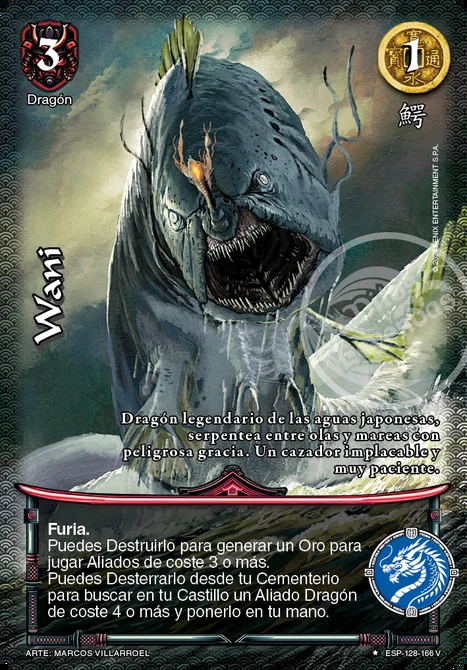 3
Dragón
1
鰐
Wani
Dragón legendario de las aguas japonesas,
serpentea entre olas y mareas con
peligrosa gracia. Un cazador implacable y
muy paciente.
Furia.
Puedes Destruirlo para generar un Oro para
jugar Aliados de coste 3 o más.
Puedes Desterrarlo desde tu Cementerio
para buscar en tu Castillo un Aliado Dragón
de coste 4 o más y ponerlo en tu mano.
ARTE: MARCOS VILLARROEL
ESP-128-166 V